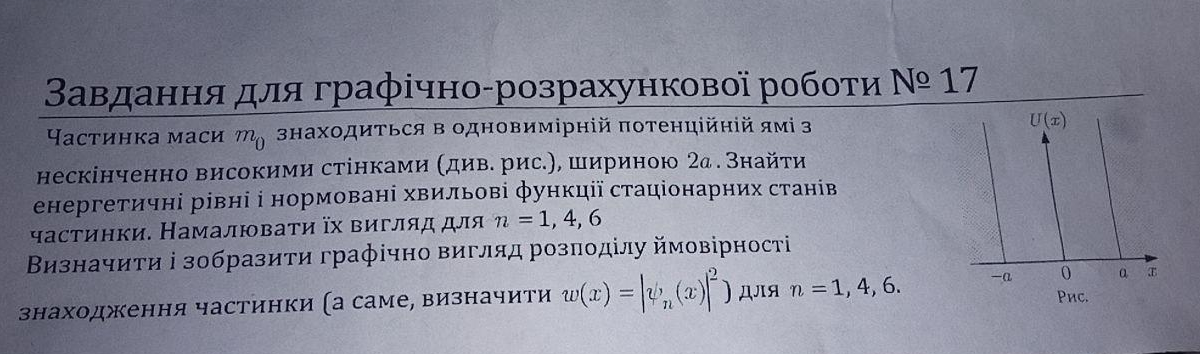 Завдання для графічно-розрахункової роботи № 17
Частинка маси m₀ знаходиться в одновимірній потенційній ямі з
нескінченно високими стінками (див. рис.), шириною 2a. Знайти
енергетичні рівні і нормовані хвильові функції стаціонарних станів
частинки. Намалювати їх вигляд для n = 1, 4, 6
Визначити і зобразити графічно вигляд розподілу ймовірності
знаходження частинки (а саме, визначити w(x) = |ψₙ(x)|²) для n = 1, 4, 6.
U(x)
−a 0 a x
Рис.